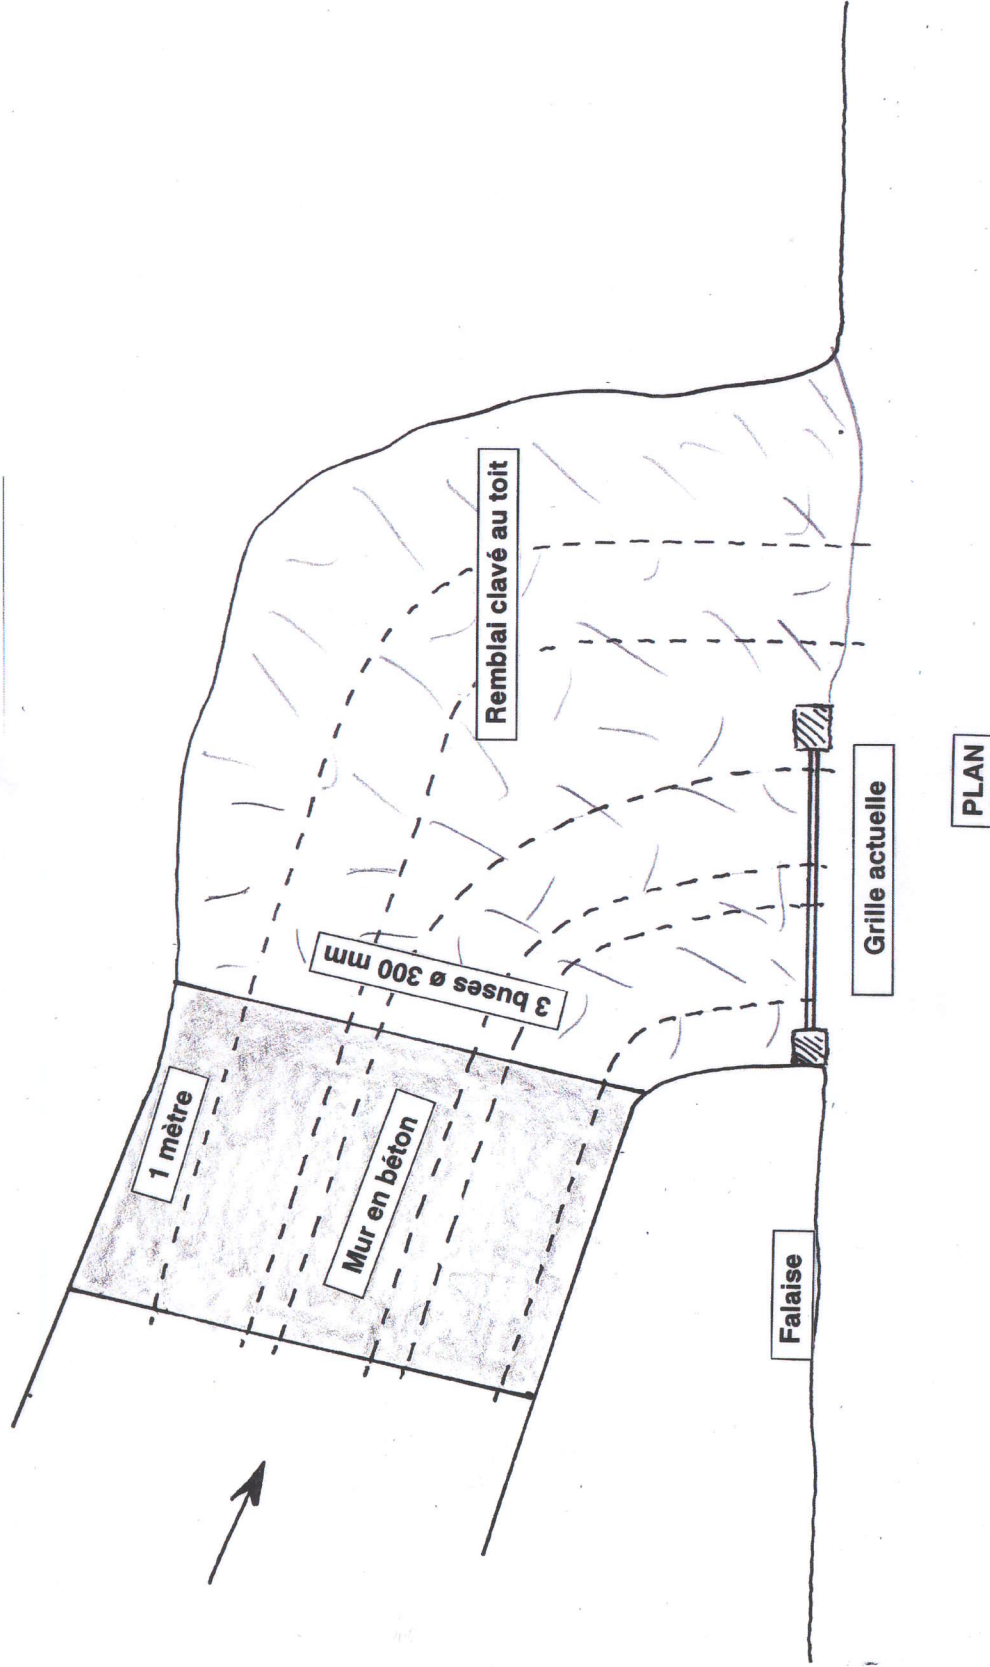 1 mètre
Mur en béton
3 buses ø 300 mm
Remblai clavé au toit
Falaise
Grille actuelle
PLAN